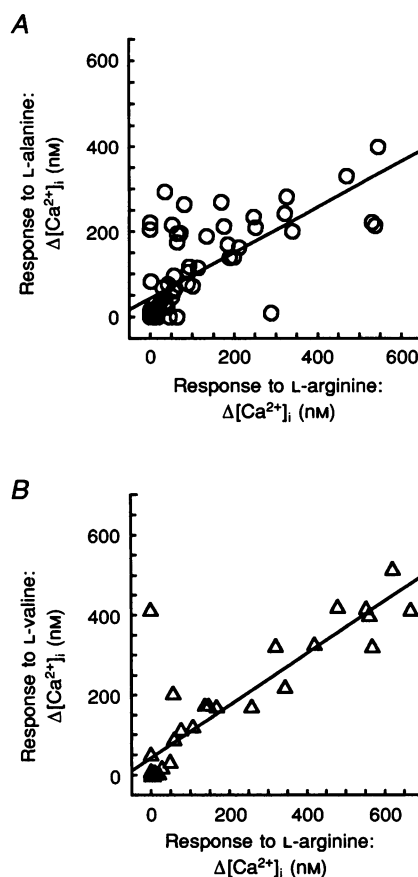 A
600
400
200
0
Response to L-alanine:
Δ[Ca²⁺]ᵢ (nM)
0 200 400 600
Response to L-arginine:
Δ[Ca²⁺]ᵢ (nM)
B
600
400
200
0
Response to L-valine:
Δ[Ca²⁺]ᵢ (nM)
0 200 400 600
Response to L-arginine:
Δ[Ca²⁺]ᵢ (nM)